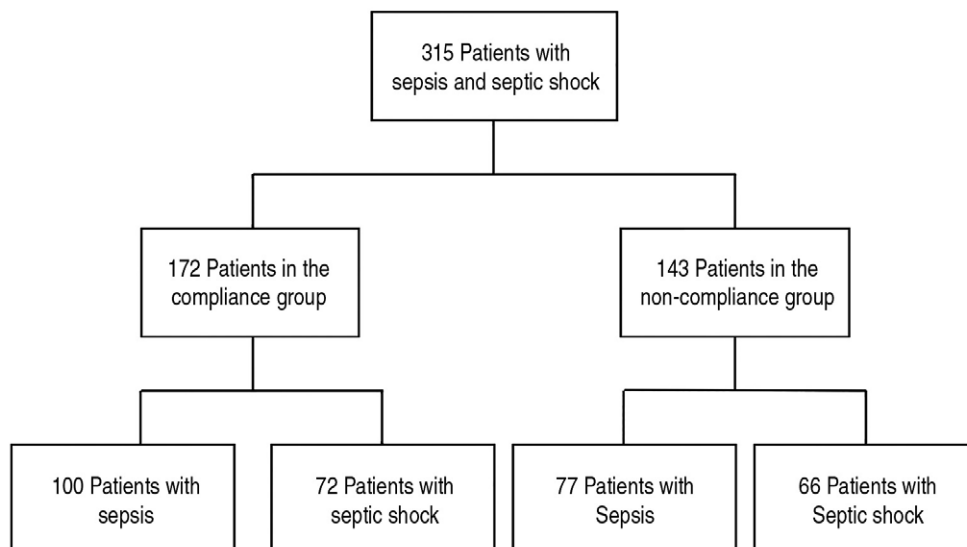 315 Patients with
sepsis and septic shock
172 Patients in the
compliance group
143 Patients in the
non-compliance group
100 Patients with
sepsis
72 Patients with
septic shock
77 Patients with
Sepsis
66 Patients with
Septic shock